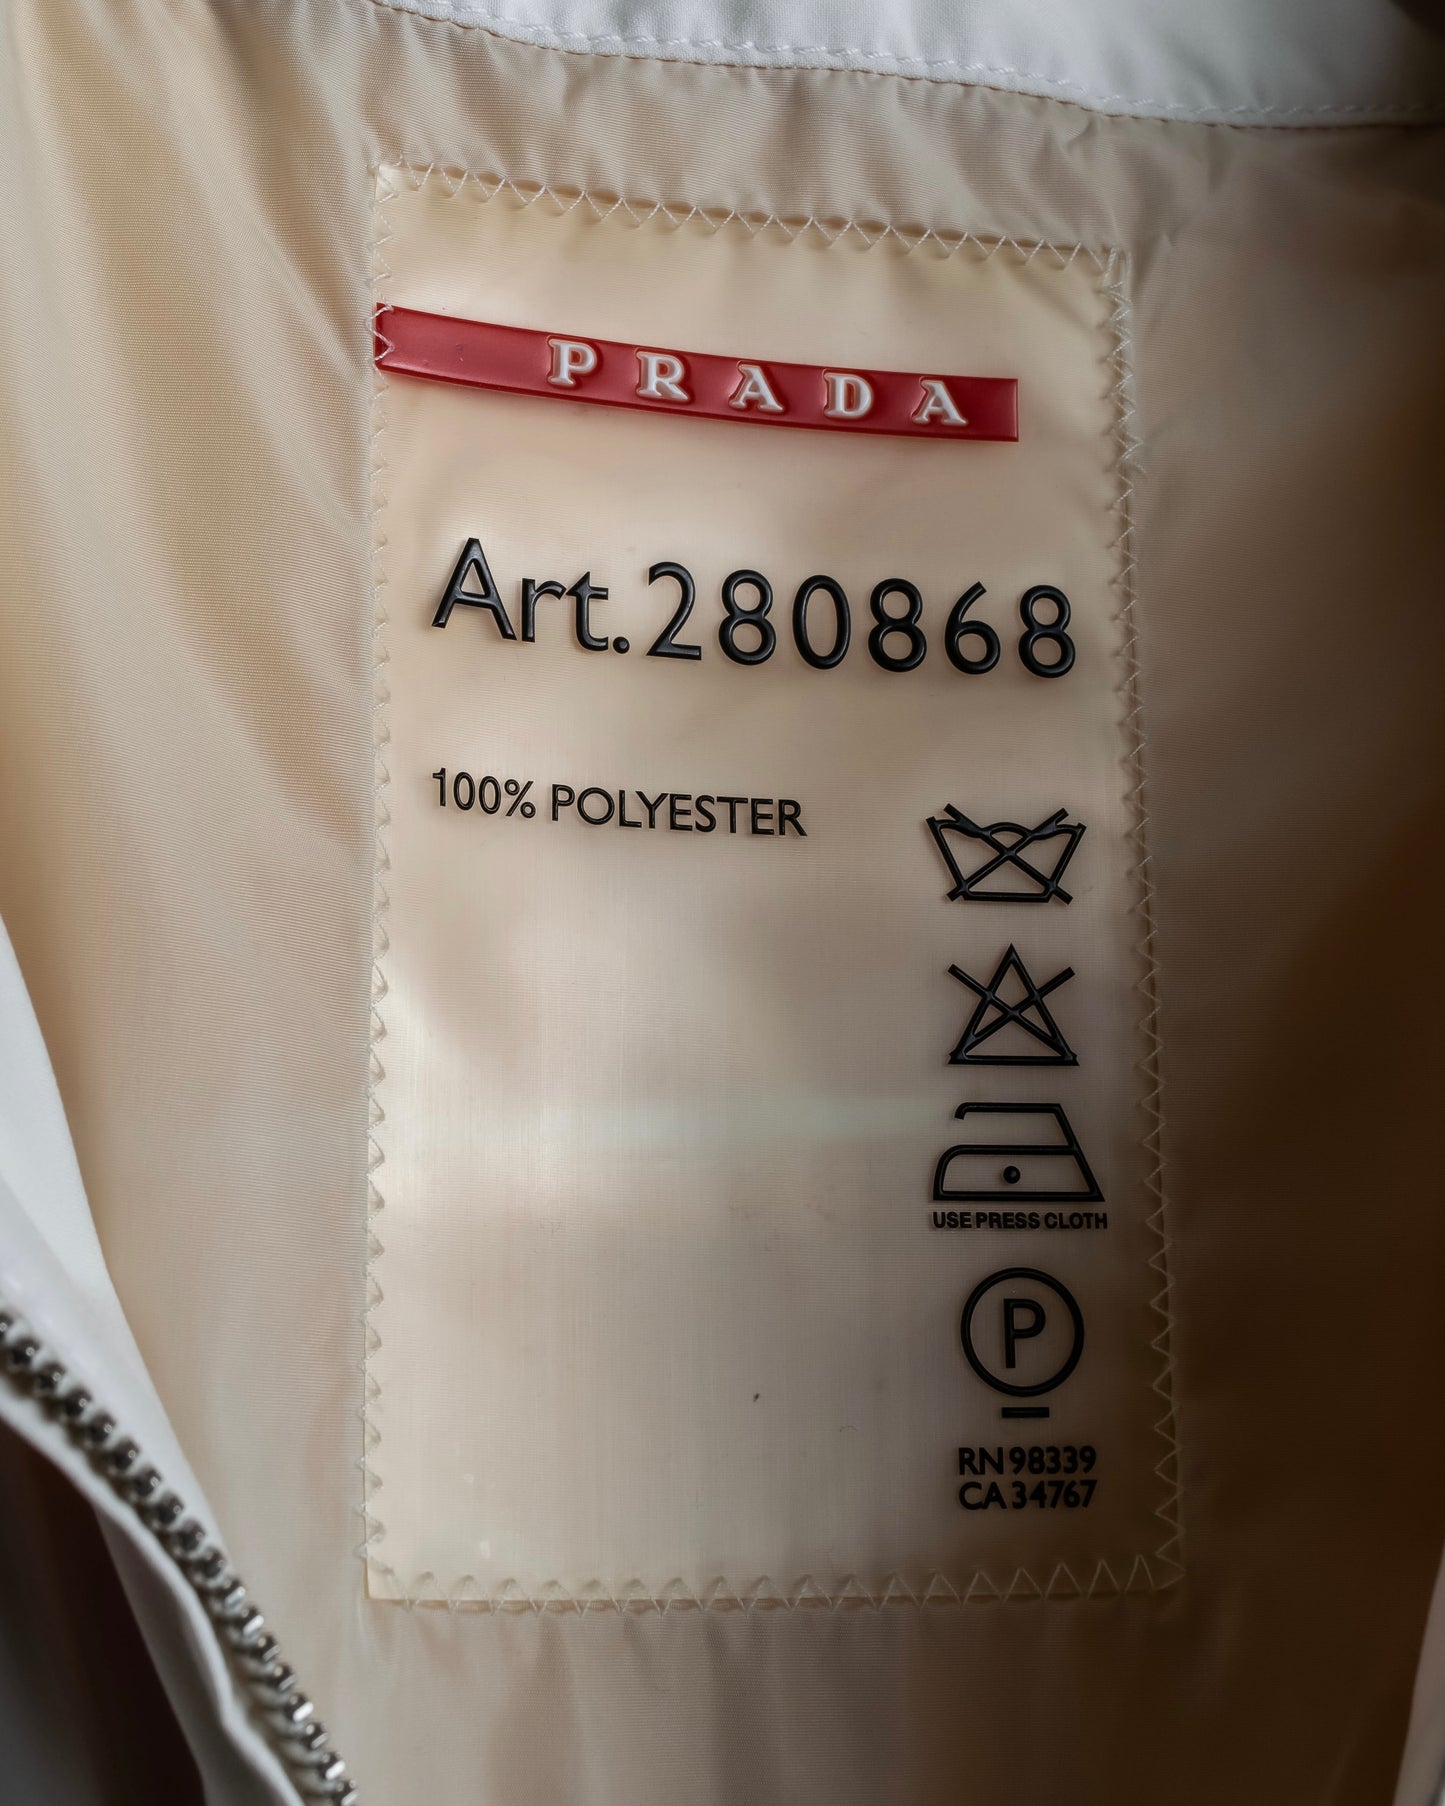 PRADA
Art. 280868
100% POLYESTER
USE PRESS CLOTH
P
RN 98339
CA 34767